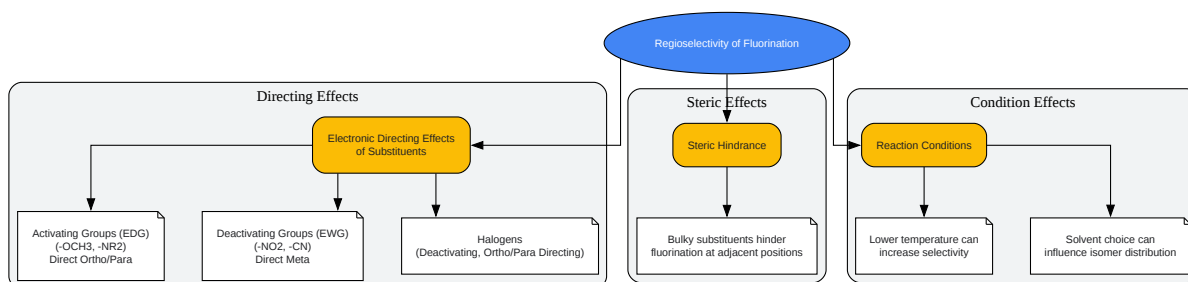 Regioselectivity of Fluorination
Directing Effects
Steric Effects
Condition Effects
Electronic Directing Effects
of Substituents
Steric Hindrance
Reaction Conditions
Activating Groups (EDG)
(-OCH3, -NR2)
Direct Ortho/Para
Deactivating Groups (EWG)
(-NO2, -CN)
Direct Meta
Halogens
(Deactivating, Ortho/Para Directing)
Bulky substituents hinder
fluorination at adjacent positions
Lower temperature can
increase selectivity
Solvent choice can
influence isomer distribution